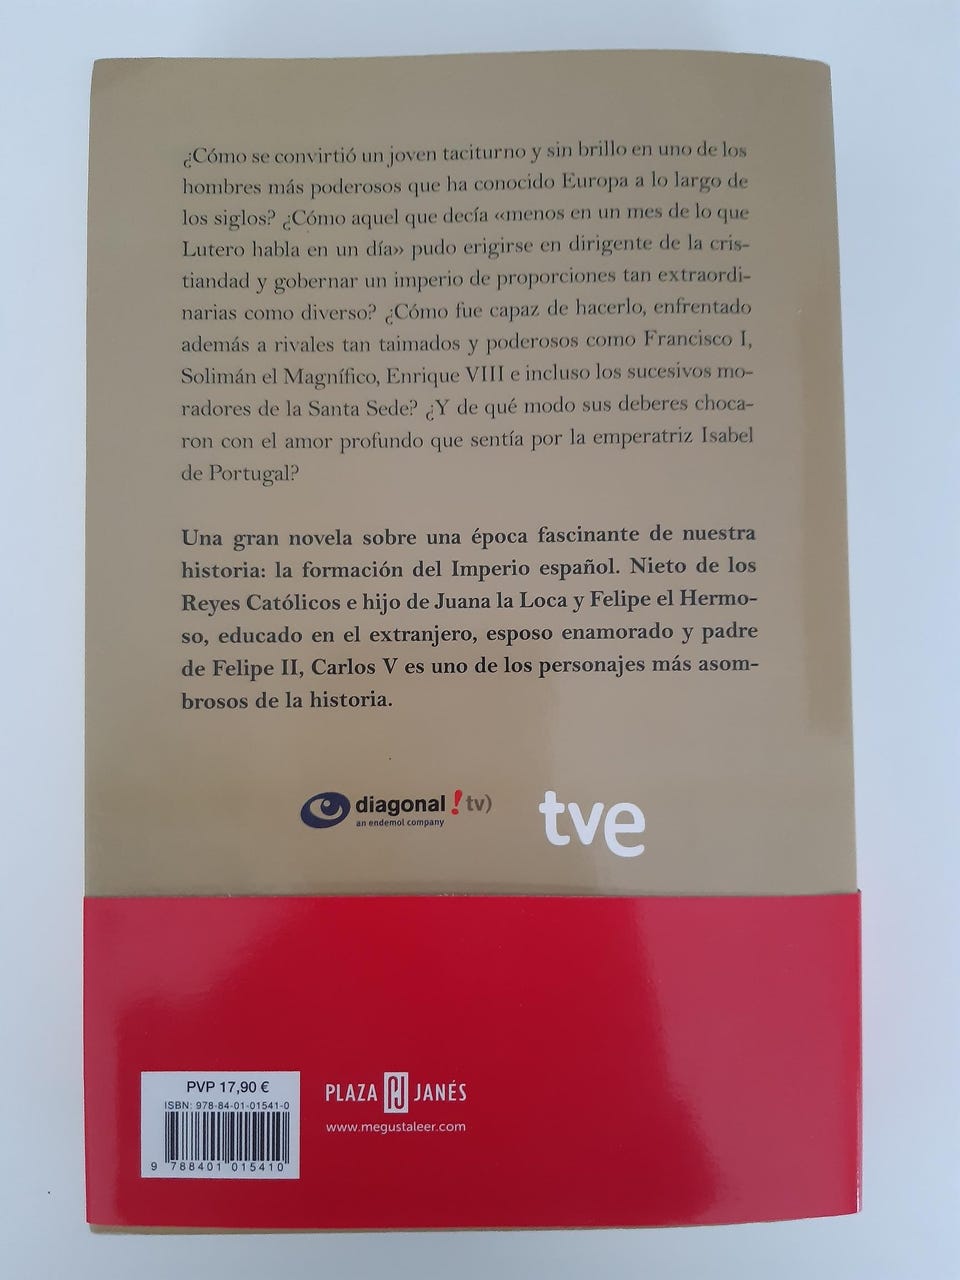 ¿Cómo se convirtió un joven taciturno y sin brillo en uno de los
hombres más poderosos que ha conocido Europa a lo largo de
los siglos? ¿Cómo aquel que decía «menos en un mes de lo que
Lutero habla en un día» pudo erigirse en dirigente de la cris-
tiandad y gobernar un imperio de proporciones tan extraordi-
narias como diverso? ¿Cómo fue capaz de hacerlo, enfrentado
además a rivales tan taimados y poderosos como Francisco I,
Solimán el Magnífico, Enrique VIII e incluso los sucesivos mo-
radores de la Santa Sede? ¿Y de qué modo sus deberes choca-
ron con el amor profundo que sentía por la emperatriz Isabel
de Portugal?
Una gran novela sobre una época fascinante de nuestra
historia: la formación del Imperio español. Nieto de los
Reyes Católicos e hijo de Juana la Loca y Felipe el Hermo-
so, educado en el extranjero, esposo enamorado y padre
de Felipe II, Carlos V es uno de los personajes más asom-
brosos de la historia.
diagonal ! tv)
an endemol company
tve
PVP 17,90 €
ISBN: 978-84-01-01541-0
9 788401 015410
PLAZA JANÉS
www.megustaleer.com